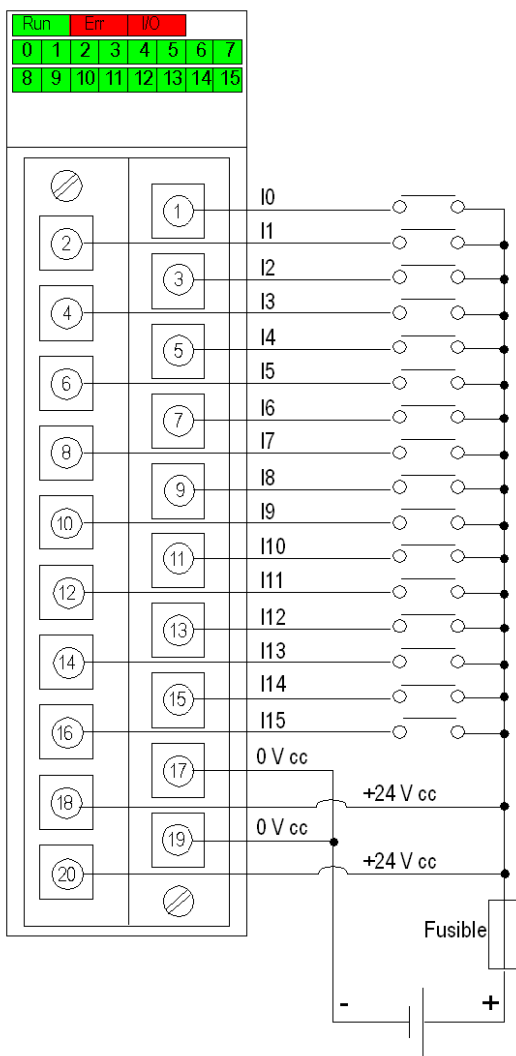 Run Err I/O
0 1 2 3 4 5 6 7
8 9 10 11 12 13 14 15
1 I0
2 I1
3 I2
4 I3
5 I4
6 I5
7 I6
8 I7
9 I8
10 I9
11 I10
12 I11
13 I12
14 I13
15 I14
16 I15
17 0 V cc
18 +24 V cc
19 0 V cc
20 +24 V cc
Fusible
- +